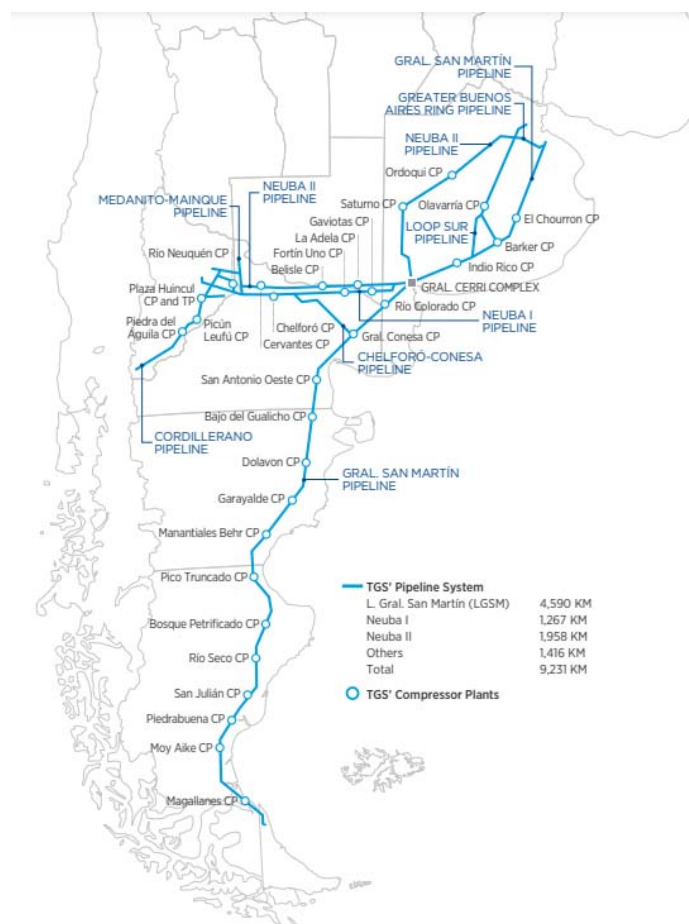 GRAL. SAN MARTÍN
PIPELINE
GREATER BUENOS
AIRES RING PIPELINE
NEUBA II
PIPELINE
Ordoqui CP
MEDANITO-MAINQUE
PIPELINE
NEUBA II
PIPELINE
Saturno CP
Olavarría CP
Gaviotas CP
La Adela CP
Fortín Uno CP
Belisle CP
LOOP SUR
PIPELINE
El Chourron CP
Barker CP
Río Neuquén CP
Indio Rico CP
GRAL. CERRI COMPLEX
Plaza Huincul
CP and TP
Río Colorado CP
Piedra del
Águila CP
Picún
Leufú CP
Chelforó CP
Cervantes CP
NEUBA I
PIPELINE
Gral. Conesa CP
CHELFORÓ-CONESA
PIPELINE
San Antonio Oeste CP
Bajo del Gualicho CP
CORDILLERANO
PIPELINE
Dolavon CP
GRAL. SAN MARTÍN
PIPELINE
Garayalde CP
Manantiales Behr CP
Pico Truncado CP
TGS' Pipeline System
L. Gral. San Martín (LGSM) 4,590 KM
Neuba I 1,267 KM
Neuba II 1,958 KM
Others 1,416 KM
Total 9,231 KM
TGS' Compressor Plants
Bosque Petrificado CP
Río Seco CP
San Julián CP
Piedrabuena CP
Moy Aike CP
Magallanes CP